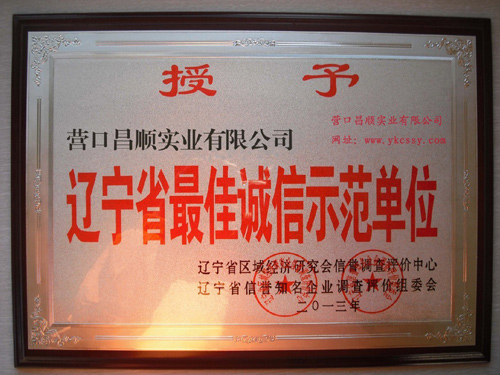 授予
营口昌顺实业有限公司
网址：www.ykcssy.com
营口昌顺实业有限公司
辽宁省最佳诚信示范单位
辽宁省区域经济研究会信誉调查评价中心
辽宁省信誉知名企业调查评价组委会
二〇一三年